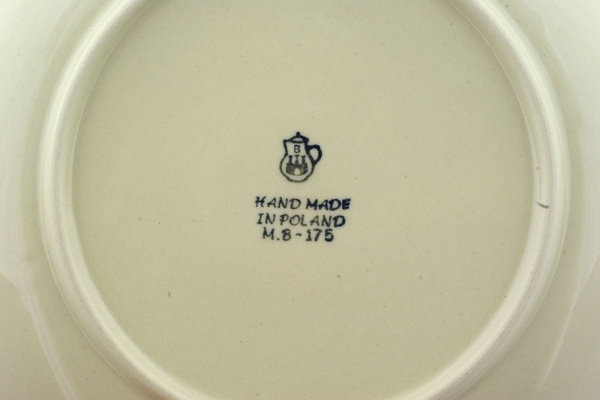 B
HAND MADE
IN POLAND
M.B-175